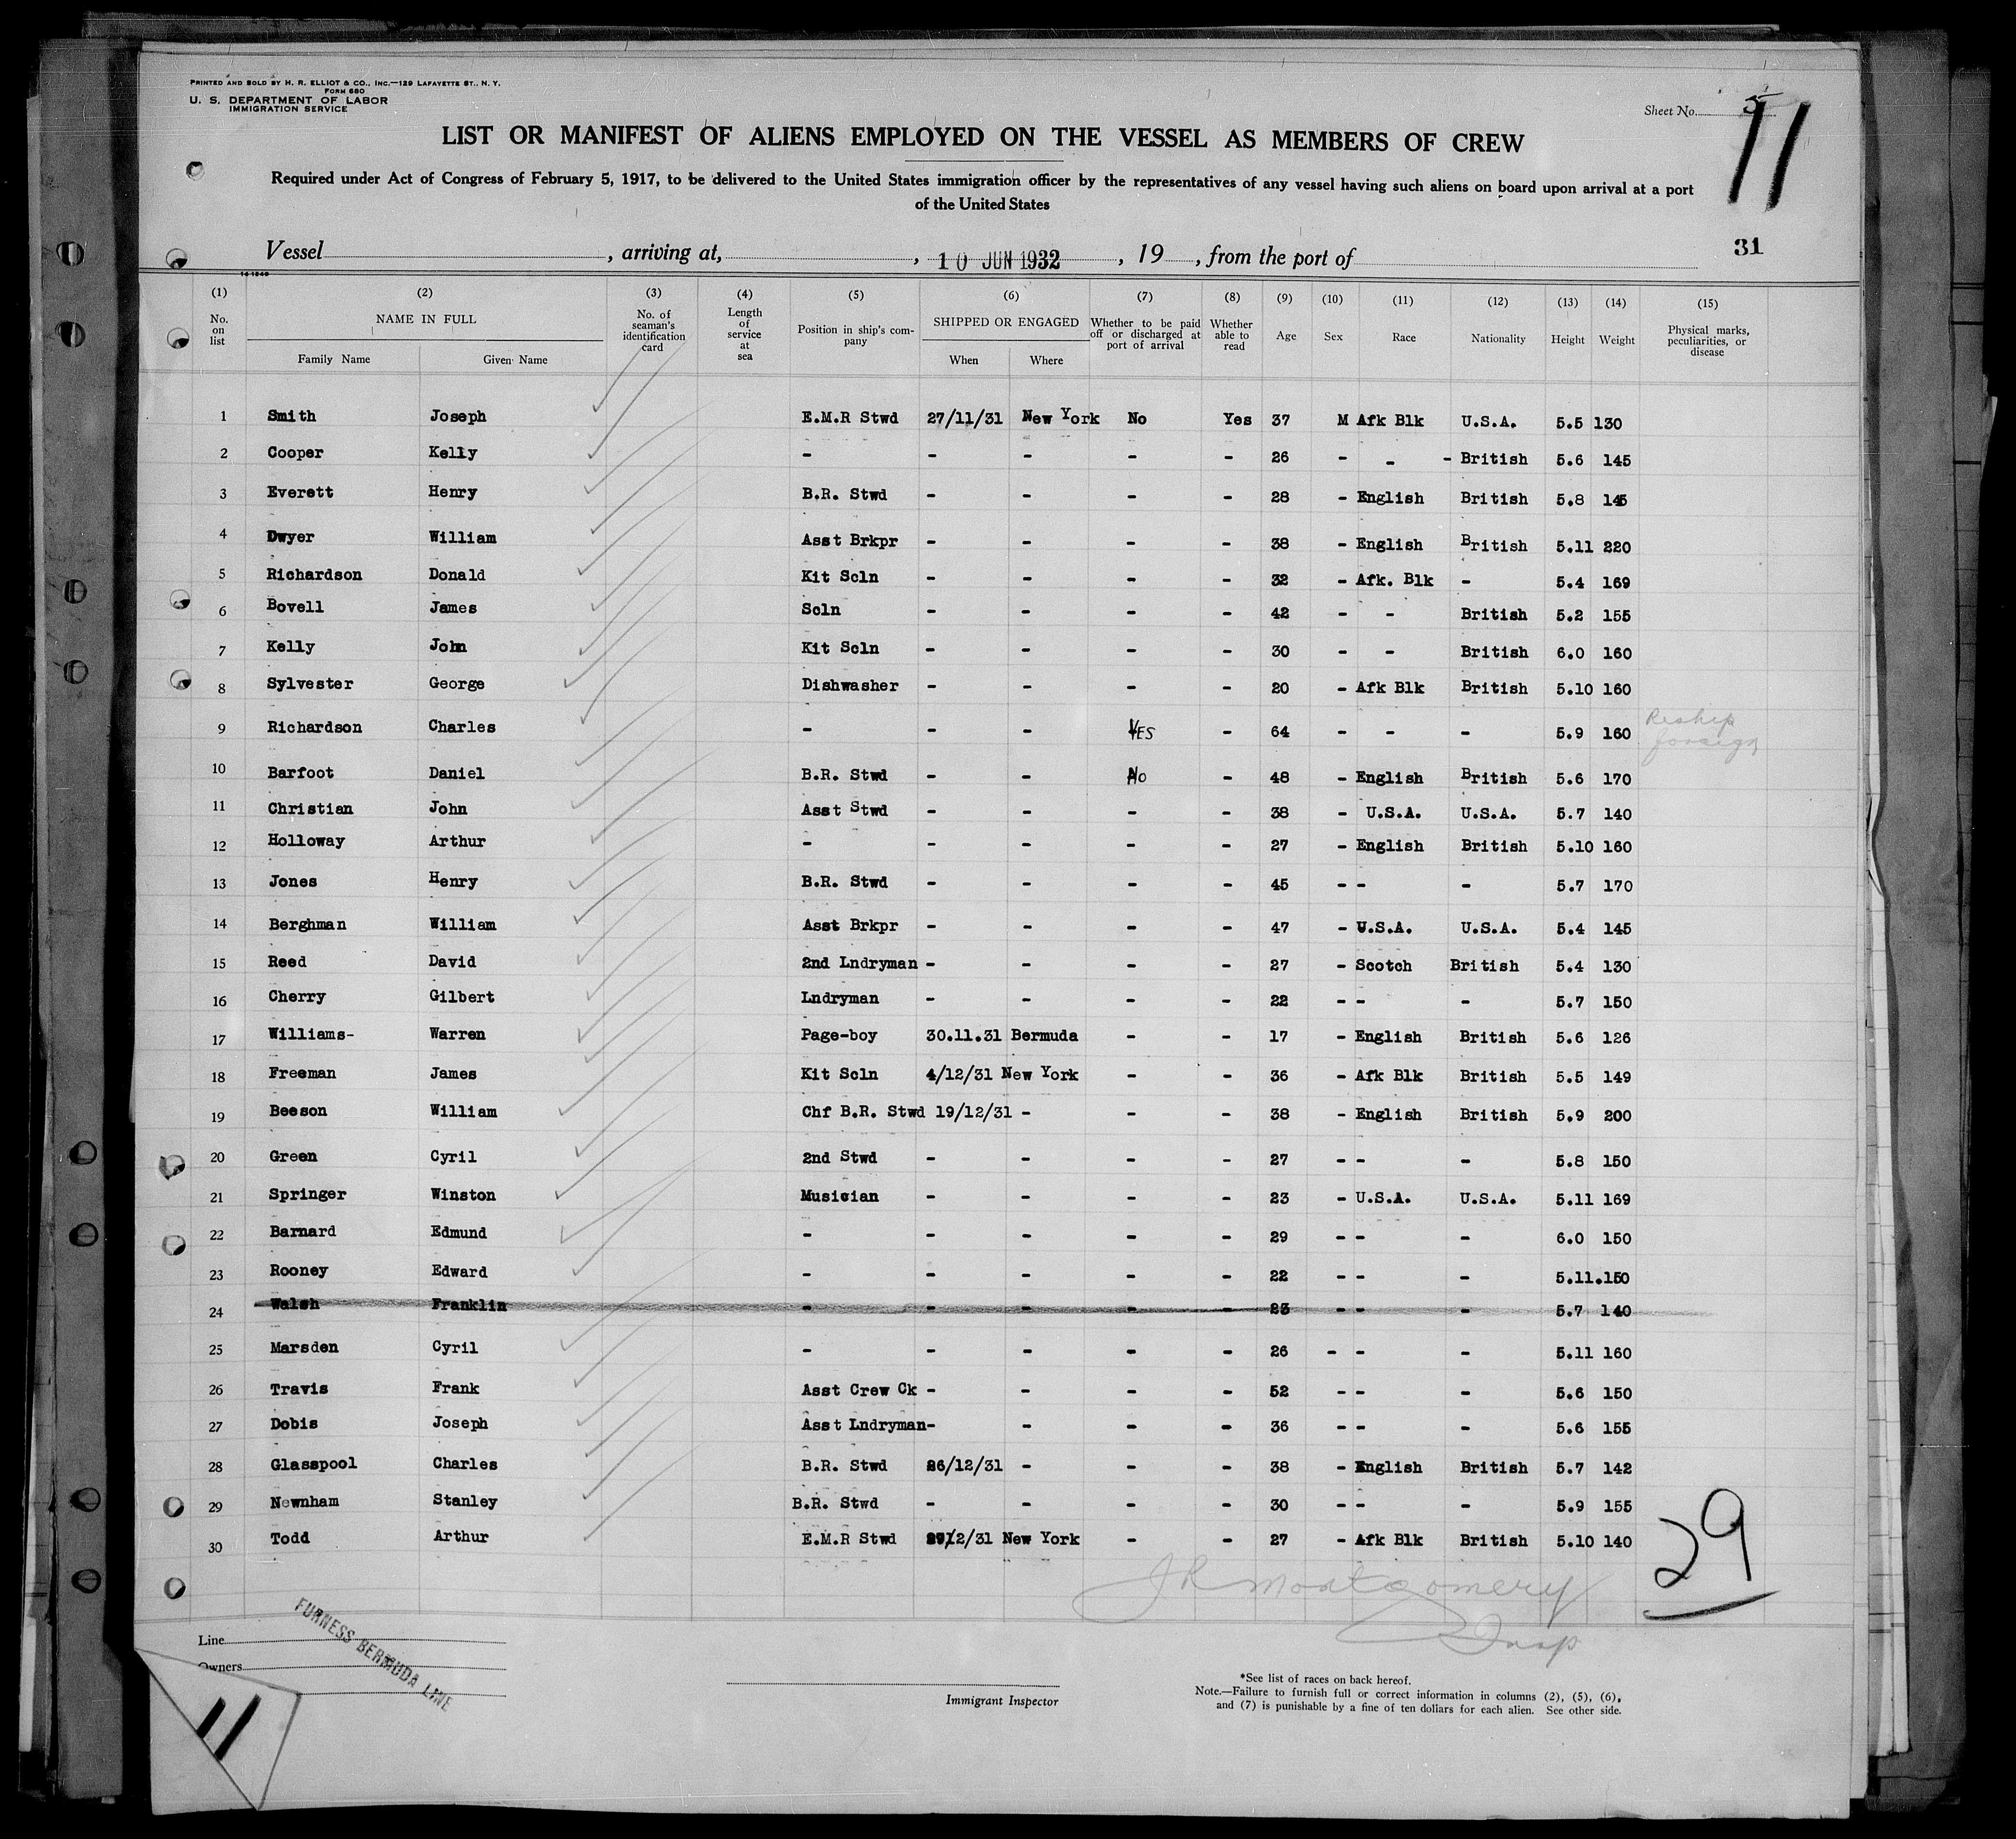 PRINTED AND SOLD BY H. R. ELLIOT & CO., INC.—129 LAFAYETTE ST., N. Y.
FORM 680
U. S. DEPARTMENT OF LABOR
IMMIGRATION SERVICE
Sheet No. 5
11
LIST OR MANIFEST OF ALIENS EMPLOYED ON THE VESSEL AS MEMBERS OF CREW
Required under Act of Congress of February 5, 1917, to be delivered to the United States immigration officer by the representatives of any vessel having such aliens on board upon arrival at a port
of the United States
Vessel , arriving at, , 10 JUN 1932 , 19 , from the port of
31
14-1240
(1) No. on list (2) NAME IN FULL Family Name Given Name (3) No. of seaman's identification card (4) Length of service at sea (5) Position in ship's company (6) SHIPPED OR ENGAGED When Where (7) Whether to be paid off or discharged at port of arrival (8) Whether able to read (9) Age (10) Sex (11) Race (12) Nationality (13) Height (14) Weight (15) Physical marks, peculiarities, or disease
1 Smith Joseph E.M.R Stwd 27/11/31 New York No Yes 37 M Afk Blk U.S.A. 5.5 130
2 Cooper Kelly - - - - - 26 - - - British 5.6 145
3 Everett Henry B.R. Stwd - - - - 28 - English British 5.8 145
4 Dwyer William Asst Brkpr - - - - 38 - English British 5.11 220
5 Richardson Donald Kit Scln - - - - 32 - Afk. Blk - 5.4 169
6 Bovell James Scln - - - - 42 - - British 5.2 155
7 Kelly John Kit Scln - - - - 30 - - British 6.0 160
8 Sylvester George Dishwasher - - - - 20 - Afk Blk British 5.10 160
9 Richardson Charles - - - YES - 64 - - - 5.9 160 Reship foreign
10 Barfoot Daniel B.R. Stwd - - No - 48 - English British 5.6 170
11 Christian John Asst Stwd - - - - 38 - U.S.A. U.S.A. 5.7 140
12 Holloway Arthur - - - - - 27 - English British 5.10 160
13 Jones Henry B.R. Stwd - - - - 45 - - - 5.7 170
14 Berghman William Asst Brkpr - - - - 47 - U.S.A. U.S.A. 5.4 145
15 Reed David 2nd Lndryman - - - - 27 - Scotch British 5.4 130
16 Cherry Gilbert Lndryman - - - - 22 - - - 5.7 150
17 Williams- Warren Page-boy 30.11.31 Bermuda - - 17 - English British 5.6 126
18 Freeman James Kit Scln 4/12/31 New York - - 36 - Afk Blk British 5.5 149
19 Beeson William Chf B.R. Stwd 19/12/31 - - - 38 - English British 5.9 200
20 Green Cyril 2nd Stwd - - - - 27 - - - 5.8 150
21 Springer Winston Musician - - - - 23 - U.S.A. U.S.A. 5.11 169
22 Barnard Edmund - - - - - 29 - - - 6.0 150
23 Rooney Edward - - - - - 22 - - - 5.11.150
24 Walsh Franklin - - - - - 23 - - - 5.7 140
25 Marsden Cyril - - - - - 26 - - - 5.11 160
26 Travis Frank Asst Crew Ck - - - - 52 - - - 5.6 150
27 Dobis Joseph Asst Lndryman- - - - 36 - - - 5.6 155
28 Glasspool Charles B.R. Stwd 26/12/31 - - - 38 - English British 5.7 142
29 Newnham Stanley B.R. Stwd - - - - 30 - - - 5.9 155
30 Todd Arthur E.M.R Stwd /2/31 New York - - 27 - Afk Blk British 5.10 140
29
J R Montgomery
Insp
Line
Owners
FURNESS BERMUDA LINE
11
Immigrant Inspector
*See list of races on back hereof.
Note.—Failure to furnish full or correct information in columns (2), (5), (6),
and (7) is punishable by a fine of ten dollars for each alien. See other side.